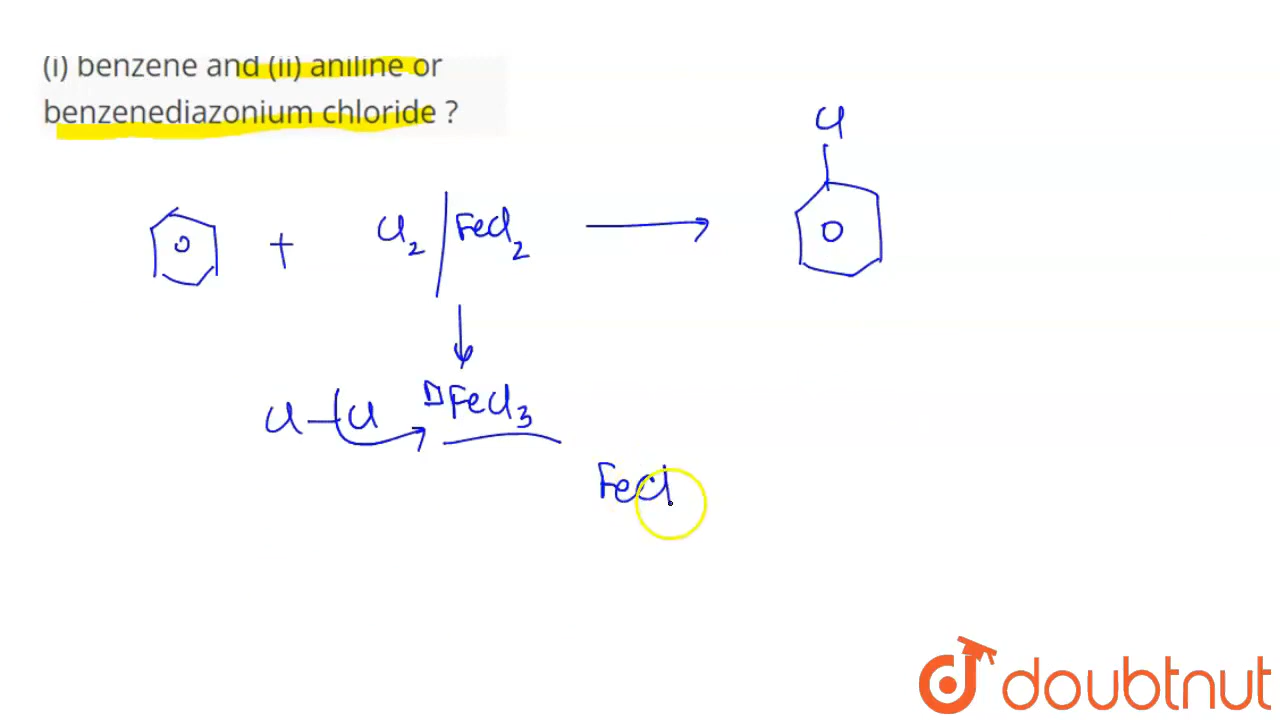 (i) benzene and (ii) aniline or
benzenediazonium chloride ?
Cl
+ Cl2 | FeCl2
Cl-Cl FeCl3
FeCl
doubtnut